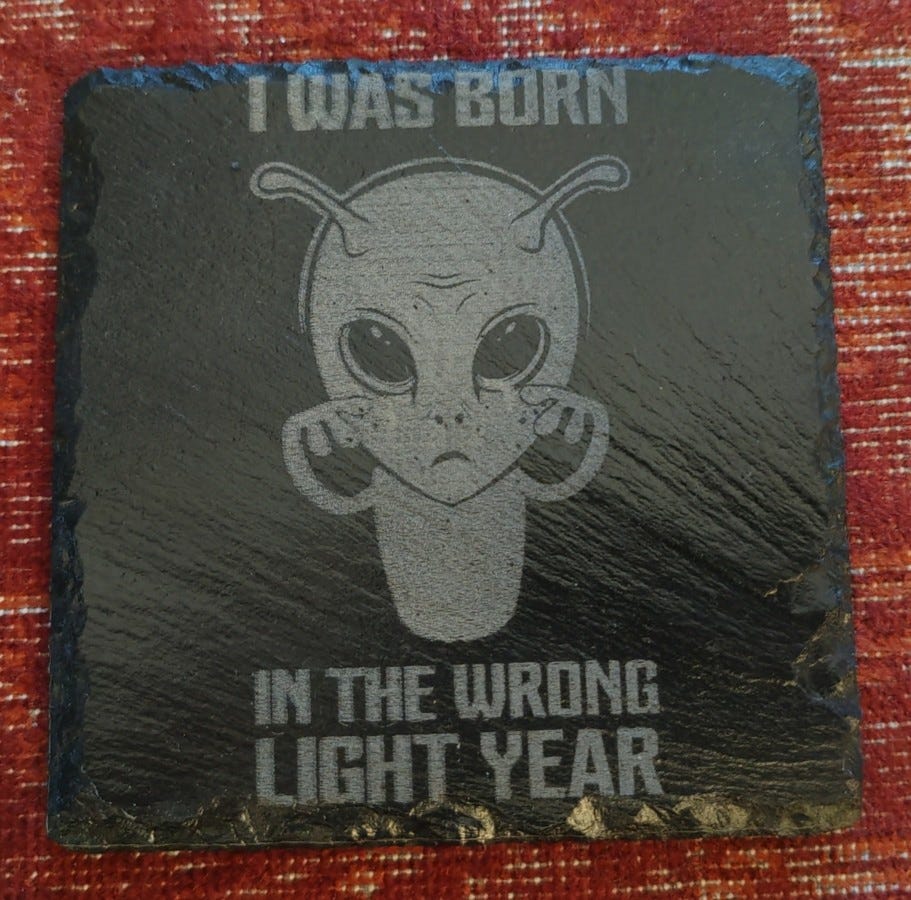 I WAS BORN
IN THE WRONG
LIGHT YEAR